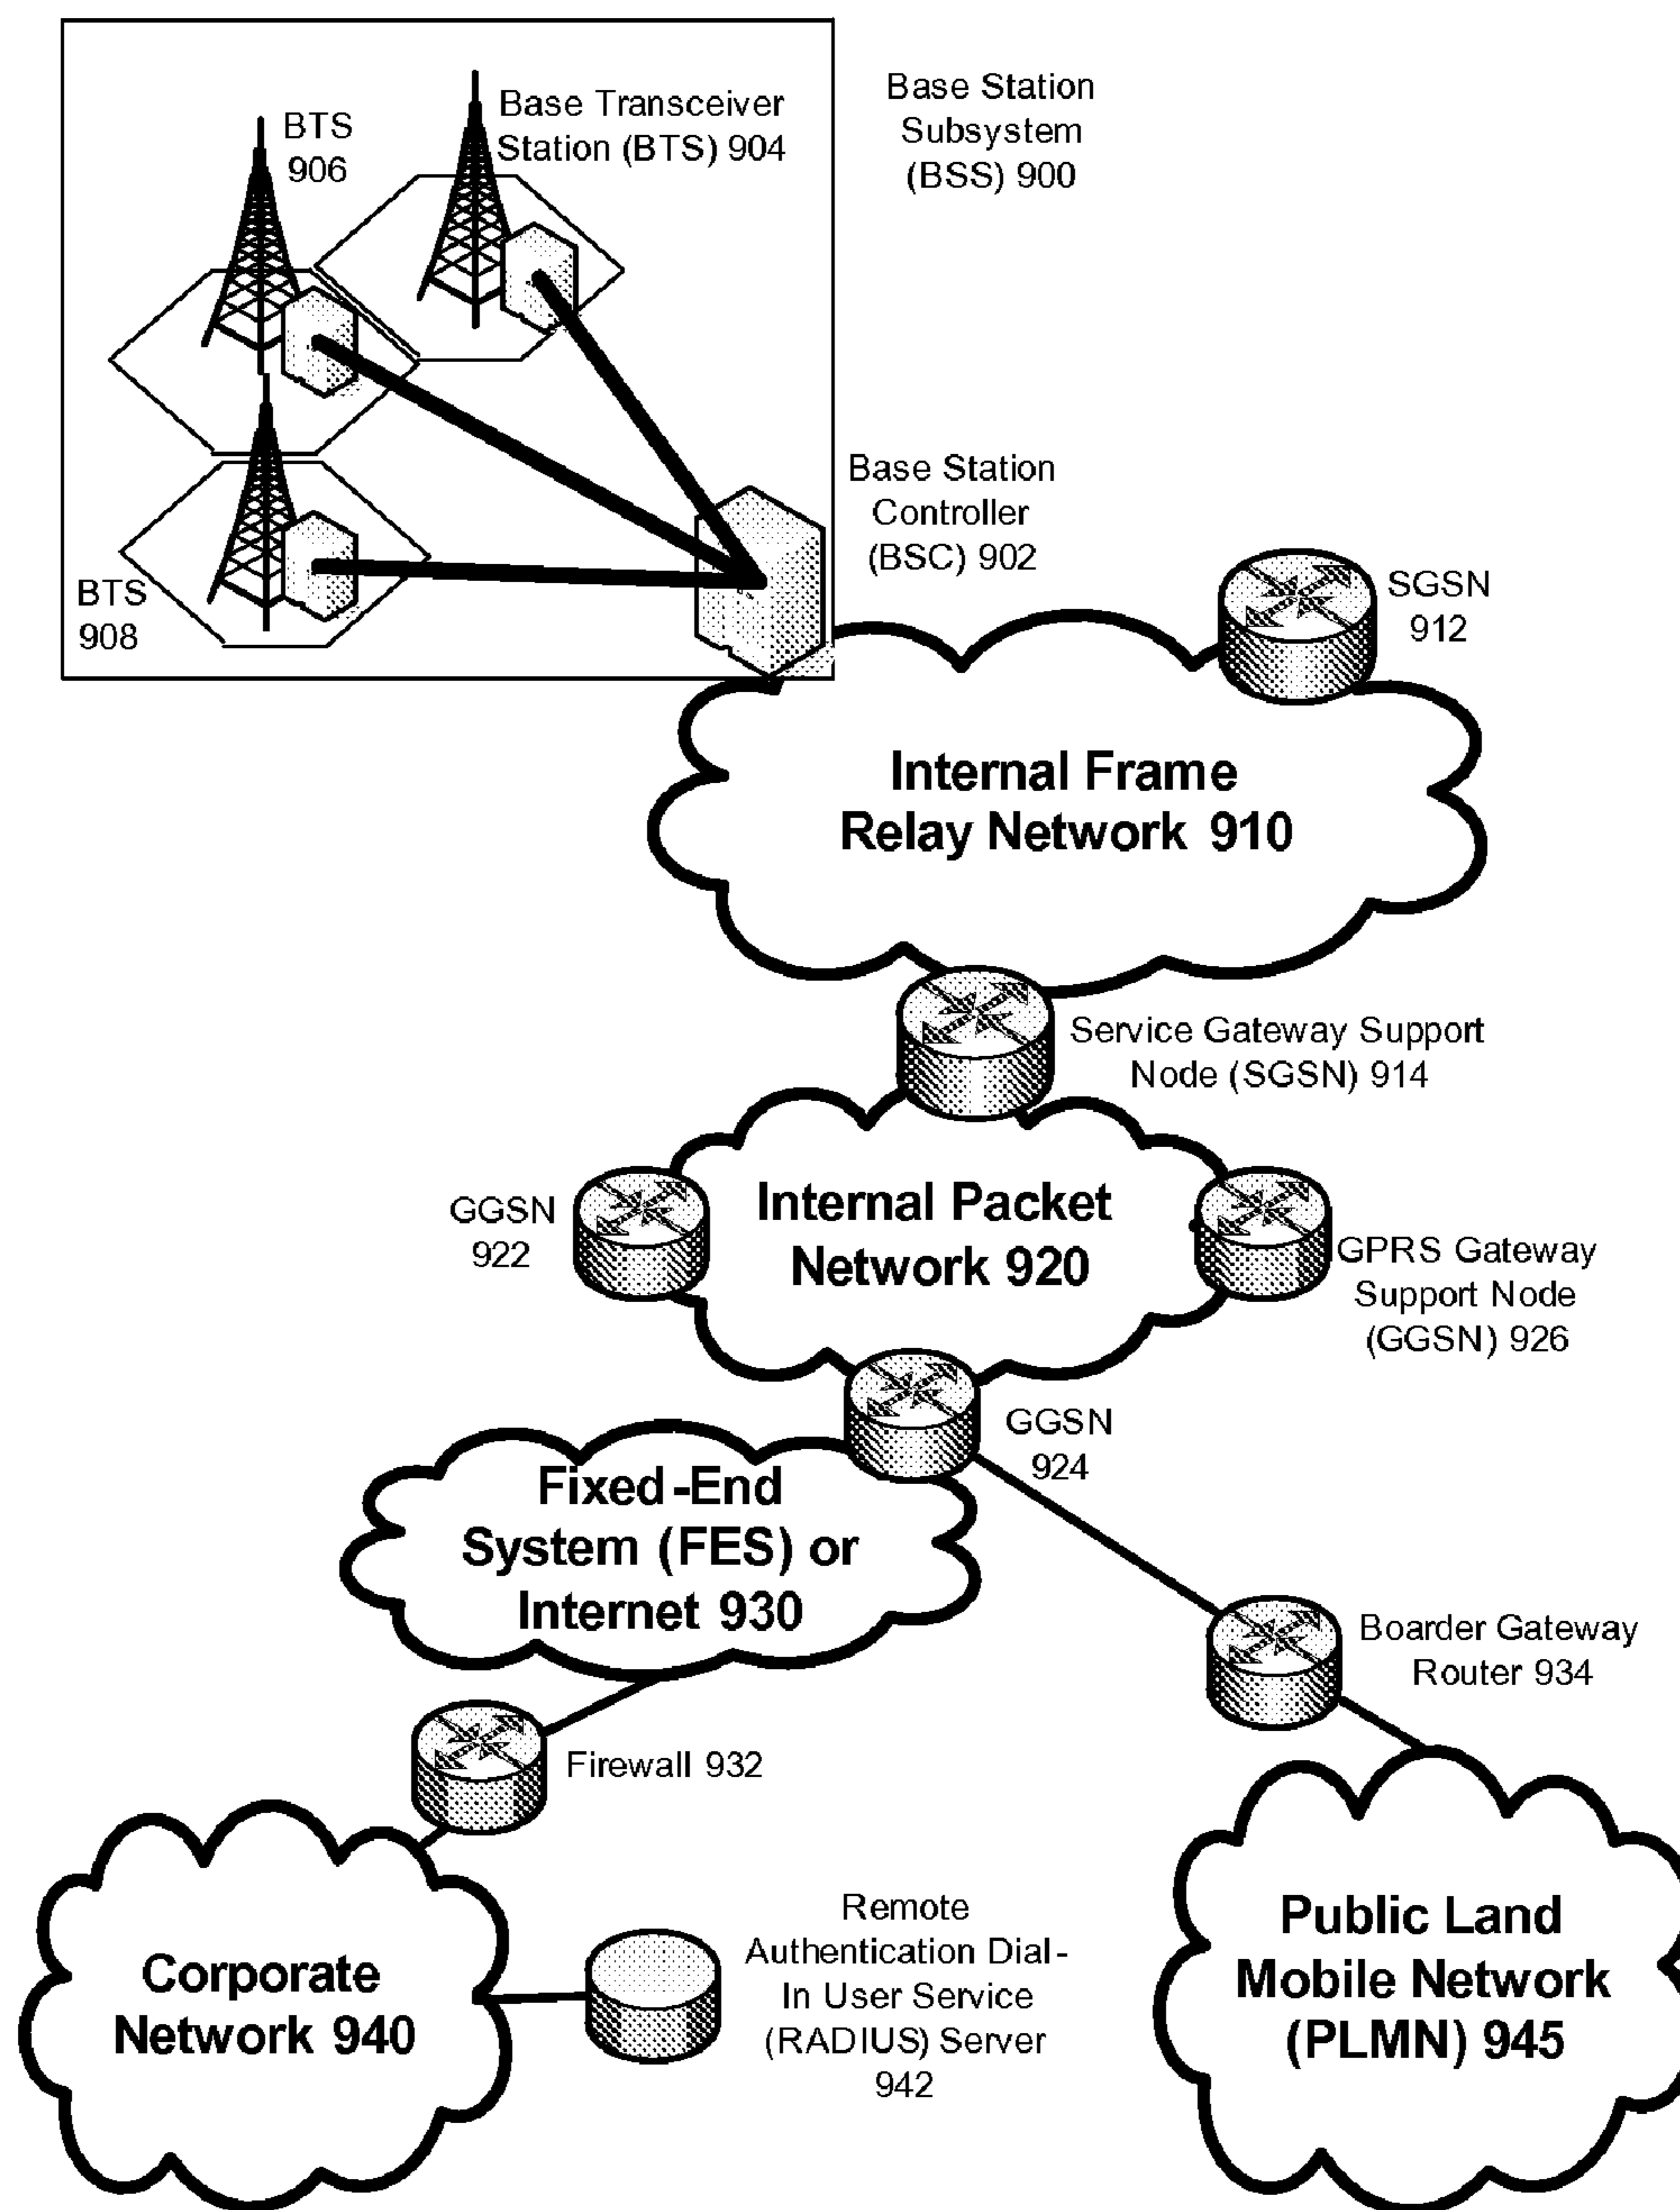 BTS
906
Base Transceiver
Station (BTS) 904
Base Station
Subsystem
(BSS) 900
Base Station
Controller
(BSC) 902
BTS
908
SGSN
912
Internal Frame
Relay Network 910
Service Gateway Support
Node (SGSN) 914
GGSN
922
Internal Packet
Network 920
GPRS Gateway
Support Node
(GGSN) 926
GGSN
924
Fixed-End
System (FES) or
Internet 930
Boarder Gateway
Router 934
Firewall 932
Corporate
Network 940
Remote
Authentication Dial-
In User Service
(RADIUS) Server
942
Public Land
Mobile Network
(PLMN) 945